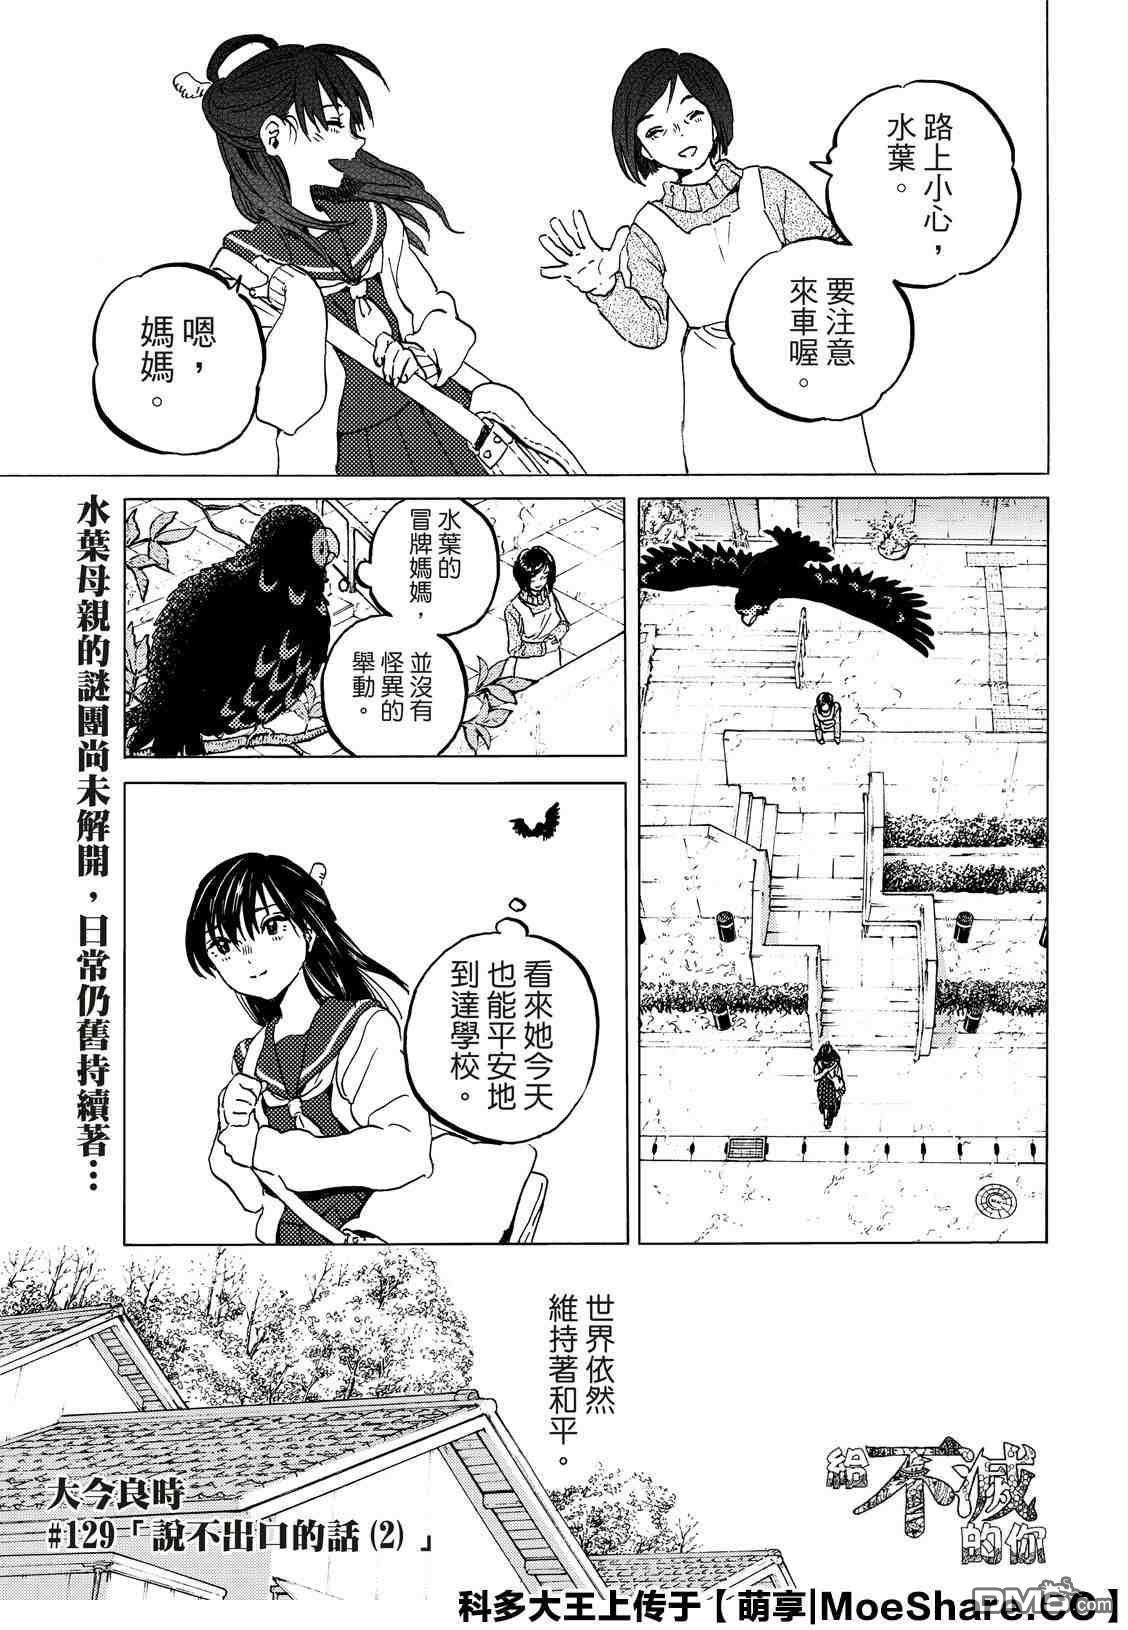 路上小心，
水葉。
要注意
來車喔。
嗯，
媽媽。
水葉的
冒牌媽媽，
並沒有
怪異的
舉動。
看來她今天
也能平安地
到達學校。
水葉母親的謎團尚未解開，日常仍舊持續著…
世界依然
維持著和平。
給不滅的你
大今良時
#129「說不出口的話(2)」
科多大王上传于【萌享|MoeShare.CC】